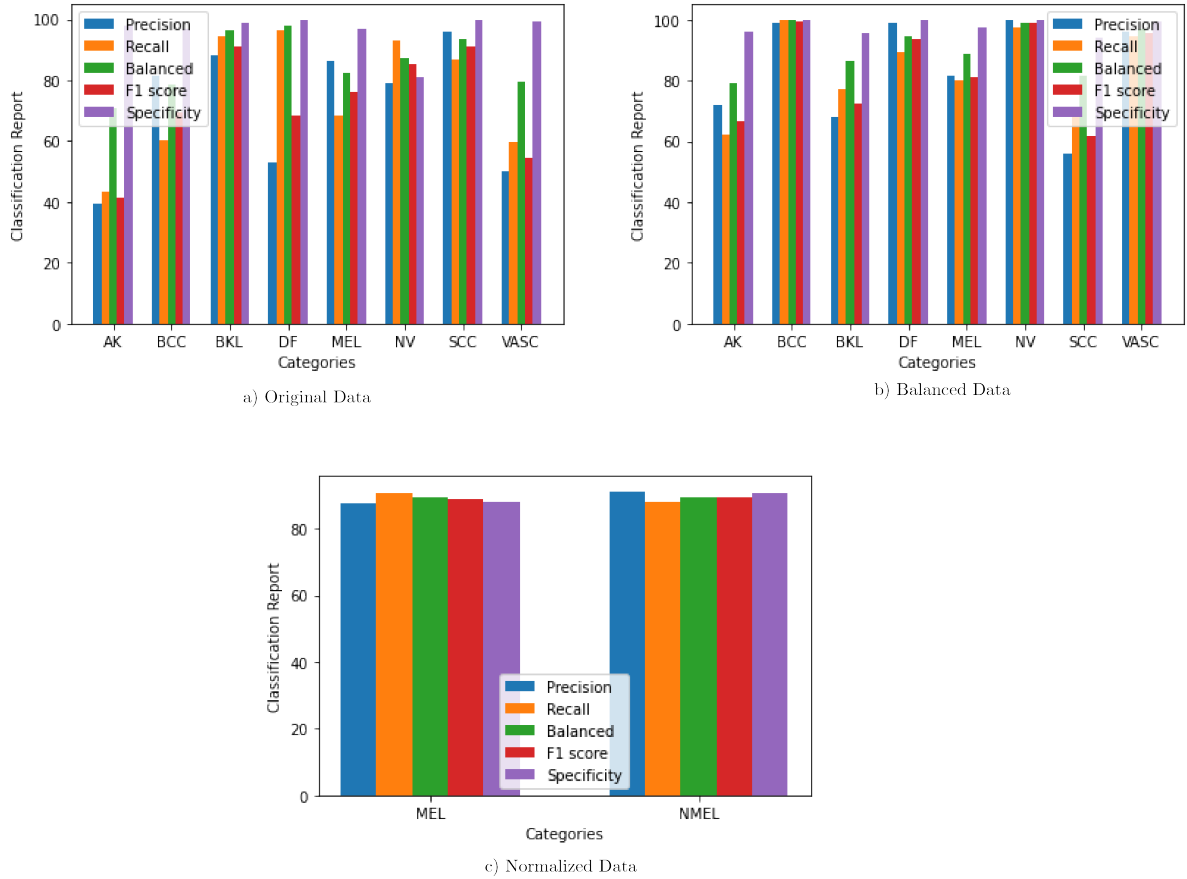 100
80
60
40
20
0
Classification Report
Precision
Recall
Balanced
F1 score
Specificity
AK BCC BKL DF MEL NV SCC VASC
Categories
a) Original Data
100
80
60
40
20
0
Classification Report
Precision
Recall
Balanced
F1 score
Specificity
AK BCC BKL DF MEL NV SCC VASC
Categories
b) Balanced Data
80
60
40
20
0
Classification Report
Precision
Recall
Balanced
F1 score
Specificity
MEL NMEL
Categories
c) Normalized Data